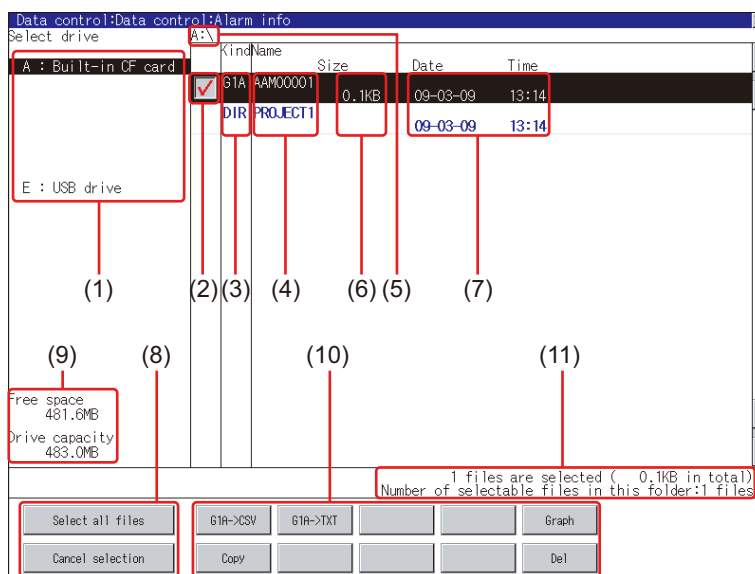 Data control:Data control:Alarm info
Select drive
A:\
Kind Name
Size Date Time
A : Built-in CF card
G1A AAM00001
0.1KB 09-03-09 13:14
DIR PROJECT1
09-03-09 13:14
E : USB drive
(1) (2) (3) (4) (6) (5) (7)
(9) (8) (10) (11)
Free space
481.6MB
Drive capacity
483.0MB
1 files are selected ( 0.1KB in total)
Number of selectable files in this folder:1 files
Select all files G1A->CSV G1A->TXT Graph
Cancel selection Copy Del